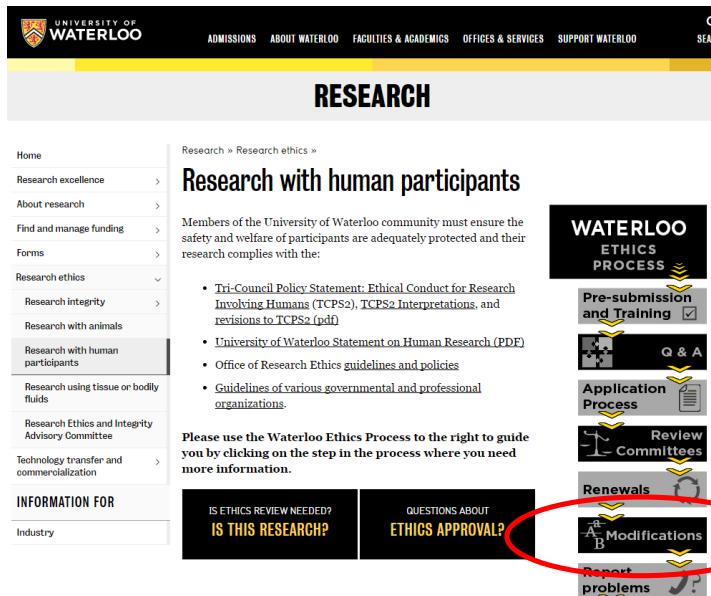 UNIVERSITY OF
WATERLOO
ADMISSIONS ABOUT WATERLOO FACULTIES & ACADEMICS OFFICES & SERVICES SUPPORT WATERLOO
RESEARCH
Home
Research excellence
About research
Find and manage funding
Forms
Research ethics
Research integrity
Research with animals
Research with human
participants
Research using tissue or bodily
fluids
Research Ethics and Integrity
Advisory Committee
Technology transfer and
commercialization
INFORMATION FOR
Industry
Research » Research ethics »
Research with human participants
Members of the University of Waterloo community must ensure the
safety and welfare of participants are adequately protected and their
research complies with the:
• Tri-Council Policy Statement: Ethical Conduct for Research
Involving Humans (TCPS2), TCPS2 Interpretations, and
revisions to TCPS2 (pdf)
• University of Waterloo Statement on Human Research (PDF)
• Office of Research Ethics guidelines and policies
• Guidelines of various governmental and professional
organizations.
Please use the Waterloo Ethics Process to the right to guide
you by clicking on the step in the process where you need
more information.
IS ETHICS REVIEW NEEDED?
IS THIS RESEARCH?
QUESTIONS ABOUT
ETHICS APPROVAL?
WATERLOO
ETHICS
PROCESS
Pre-submission
and Training
Q & A
Application
Process
Review
Committees
Renewals
a
A
B
Modifications
Report
problems
?